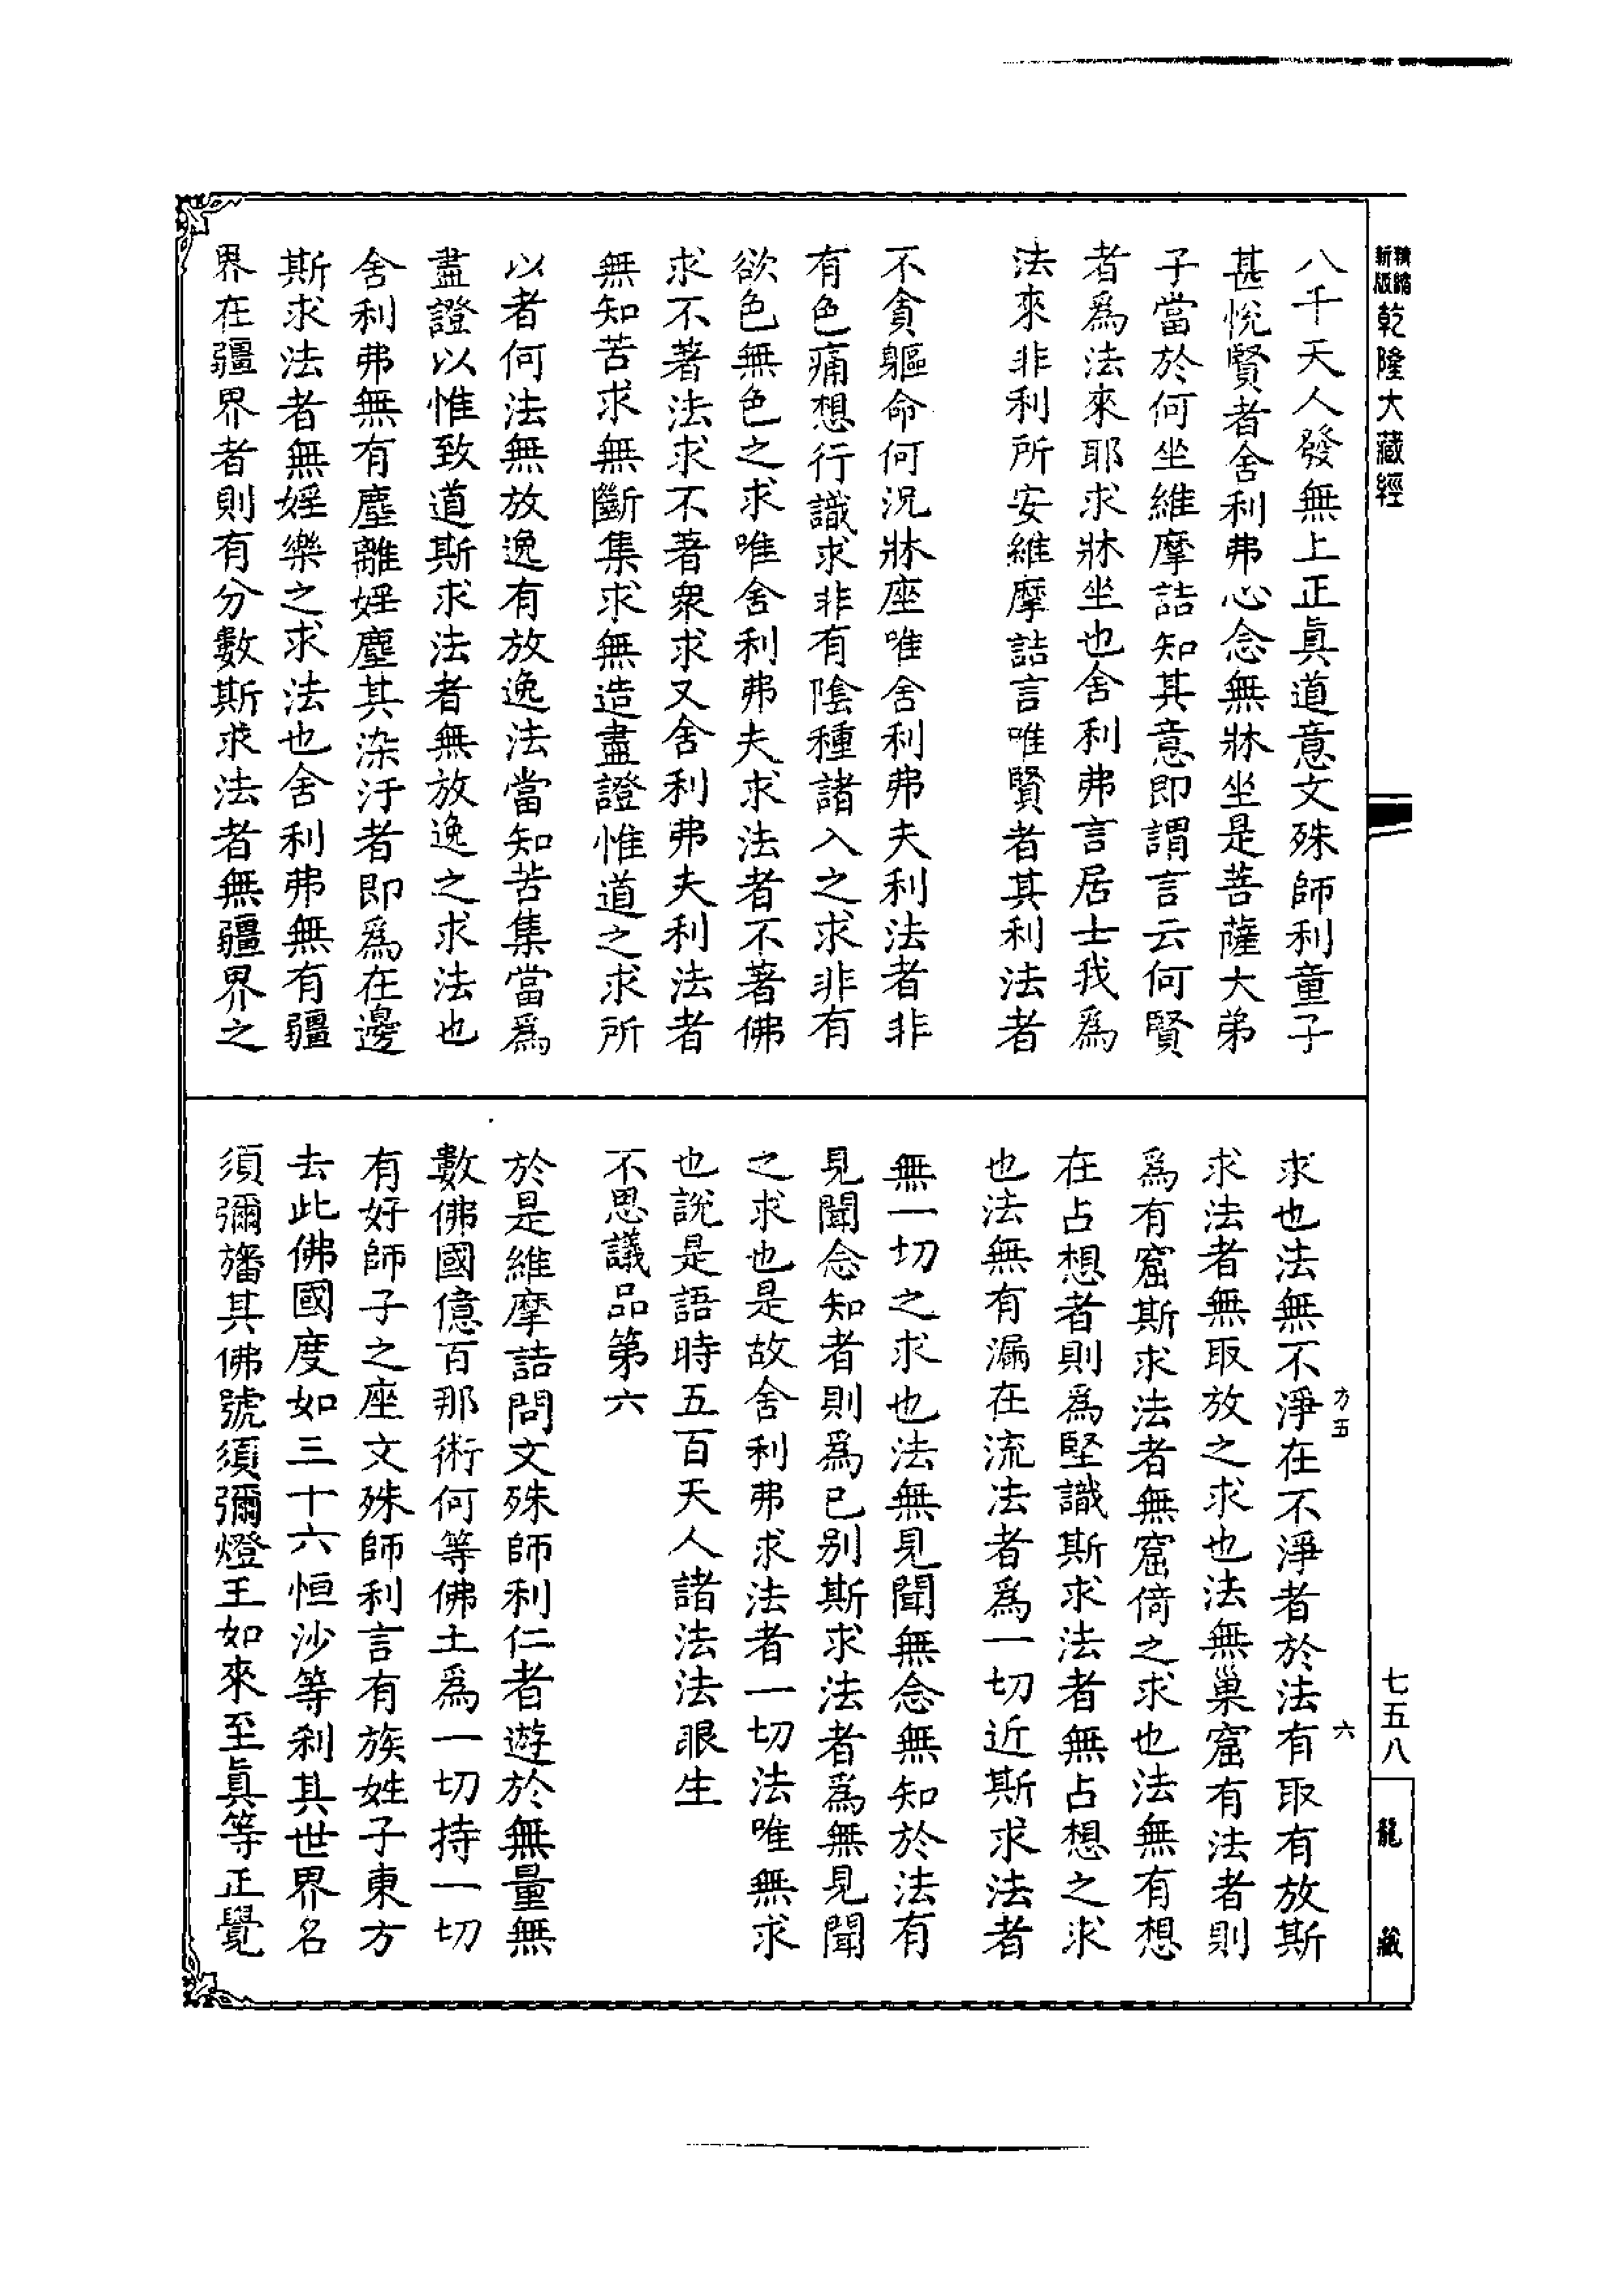 精縮
新版
乾隆大藏經
八千天人發無上正眞道意文殊師利童子
甚悅賢者舍利弗心念無牀坐是菩薩大弟
子當於何坐維摩詰知其意即謂言云何賢
者爲法來耶求牀坐也舍利弗言居士我爲
法來非利所安維摩詰言唯賢者其利法者
不貪軀命何況牀座唯舍利弗夫利法者非
有色痛想行識求非有陰種諸入之求非有
欲色無色之求唯舍利弗夫求法者不著佛
求不著法求不著衆求又舍利弗夫利法者
無知苦求無斷集求無造盡證惟道之求所
以者何法無放逸有放逸法當知苦集當爲
盡證以惟致道斯求法者無放逸之求法也
舍利弗無有塵離婬塵其染汙者即爲在邊
斯求法者無婬樂之求法也舍利弗無有疆
界在疆界者則有分數斯求法者無疆界之
求也法無不淨在不淨者於法有取有放斯
求法者無取放之求也法無巢窟有法者則
爲有窟斯求法者無窟倚之求也法無有想
在占想者則爲堅識斯求法者無占想之求
也法無有漏在流法者爲一切近斯求法者
無一切之求也法無見聞無念無知於法有
見聞念知者則爲已别斯求法者爲無見聞
之求也是故舍利弗求法者一切法唯無求
也說是語時五百天人諸法法眼生
不思議品第六
於是維摩詰問文殊師利仁者遊於無量無
數佛國億百那術何等佛土爲一切持一切
有好師子之座文殊師利言有族姓子東方
去此佛國度如三十六恒沙等刹其世界名
須彌旛其佛號須彌燈王如來至眞等正覺
力五
六
七五八
龍藏